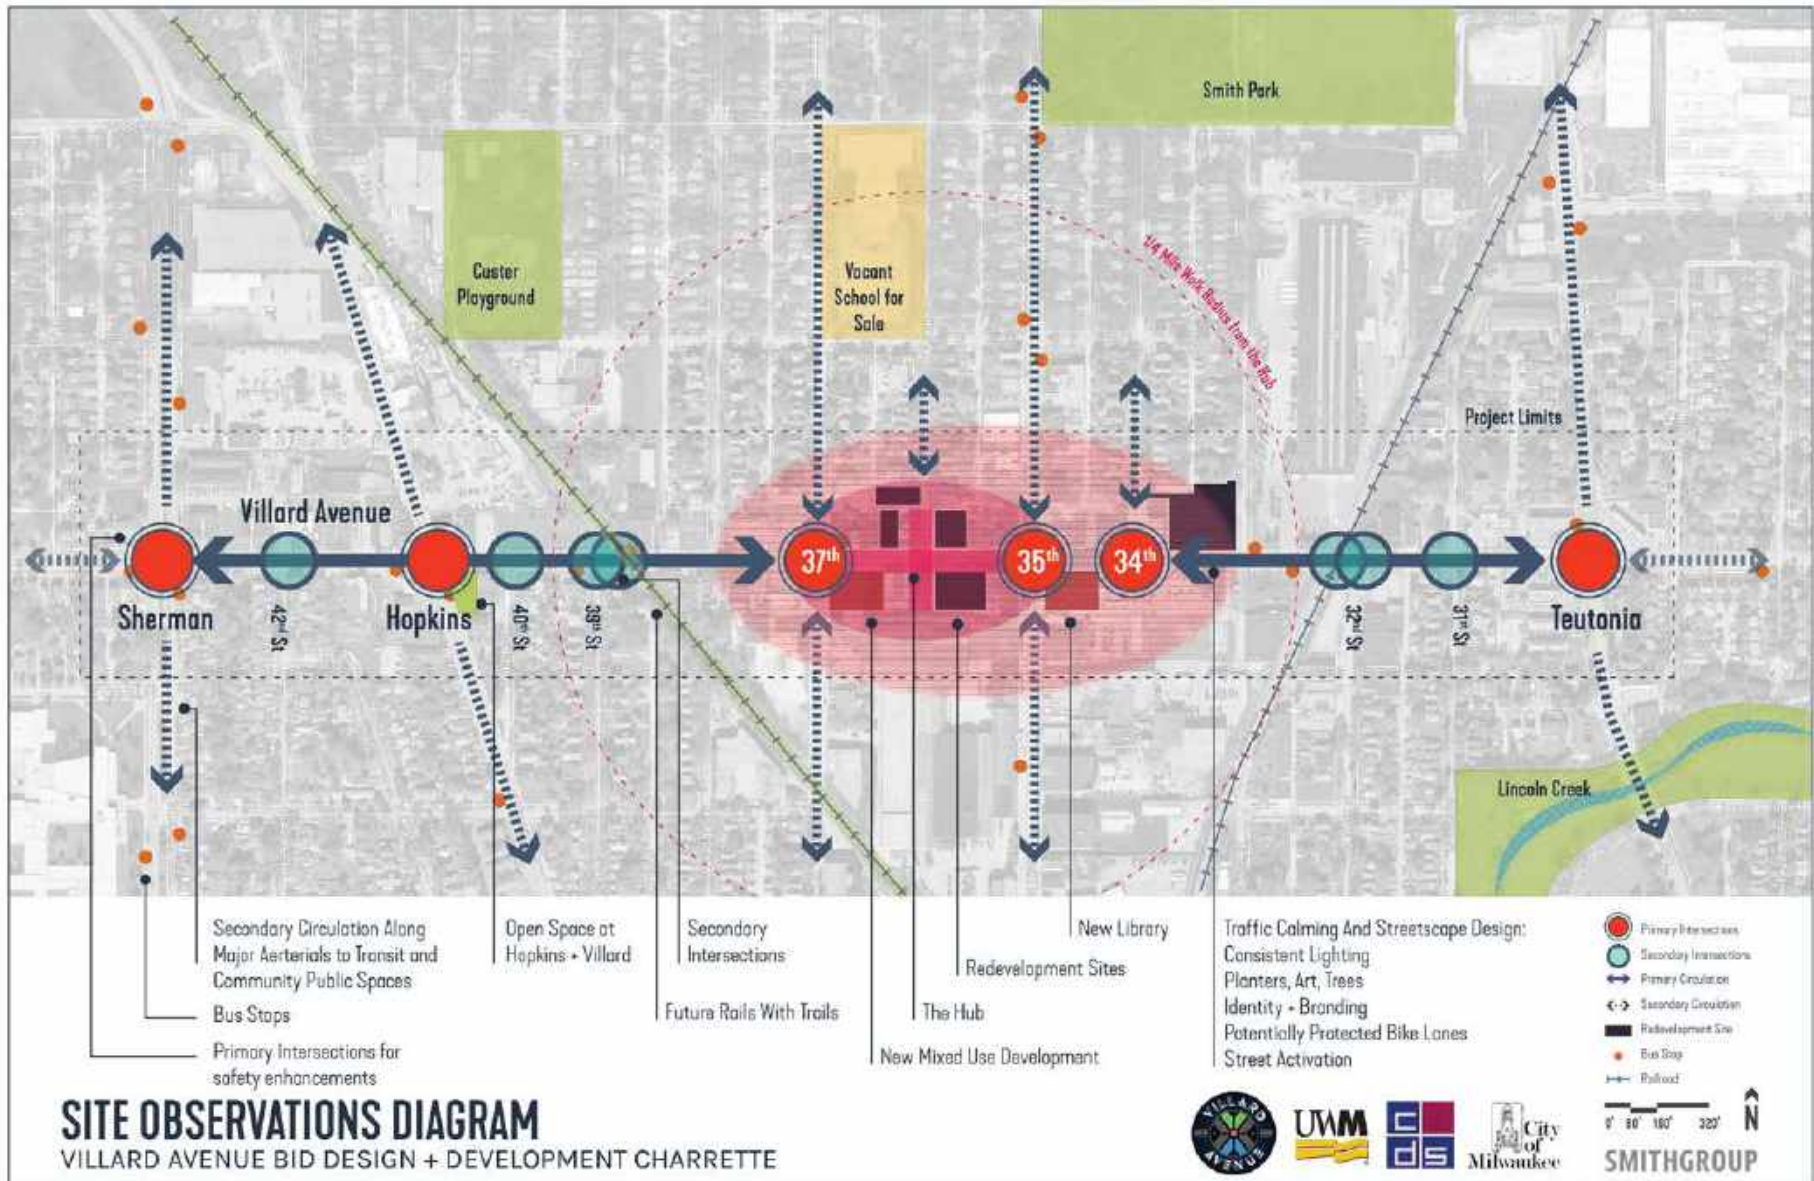 Smith Park
Custer
Playground
Vacant
School for
Sale
1/4 Mile Walk Radius from the Hub
Project Limits
Villard Avenue
37th
35th
34th
Sherman
42nd St
Hopkins
40th St
39th St
32nd St
31st St
Teutonia
Lincoln Creek
Secondary Circulation Along
Major Aerterials to Transit and
Community Public Spaces
Bus Stops
Primary Intersections for
safety enhancements
Open Space at
Hopkins + Villard
Secondary
Intersections
Future Rails With Trails
New Library
Redevelopment Sites
The Hub
New Mixed Use Development
Traffic Calming And Streetscape Design:
Consistent Lighting
Planters, Art, Trees
Identity + Branding
Potentially Protected Bike Lanes
Street Activation
Primary Intersections
Secondary Intersections
Primary Circulation
Secondary Circulation
Redevelopment Site
Bus Stop
Railroad
0' 80' 160' 320'
N
SITE OBSERVATIONS DIAGRAM
VILLARD AVENUE BID DESIGN + DEVELOPMENT CHARRETTE
VILLARD
AVENUE
UWM
c
ds
City
of
Milwaukee
SMITHGROUP